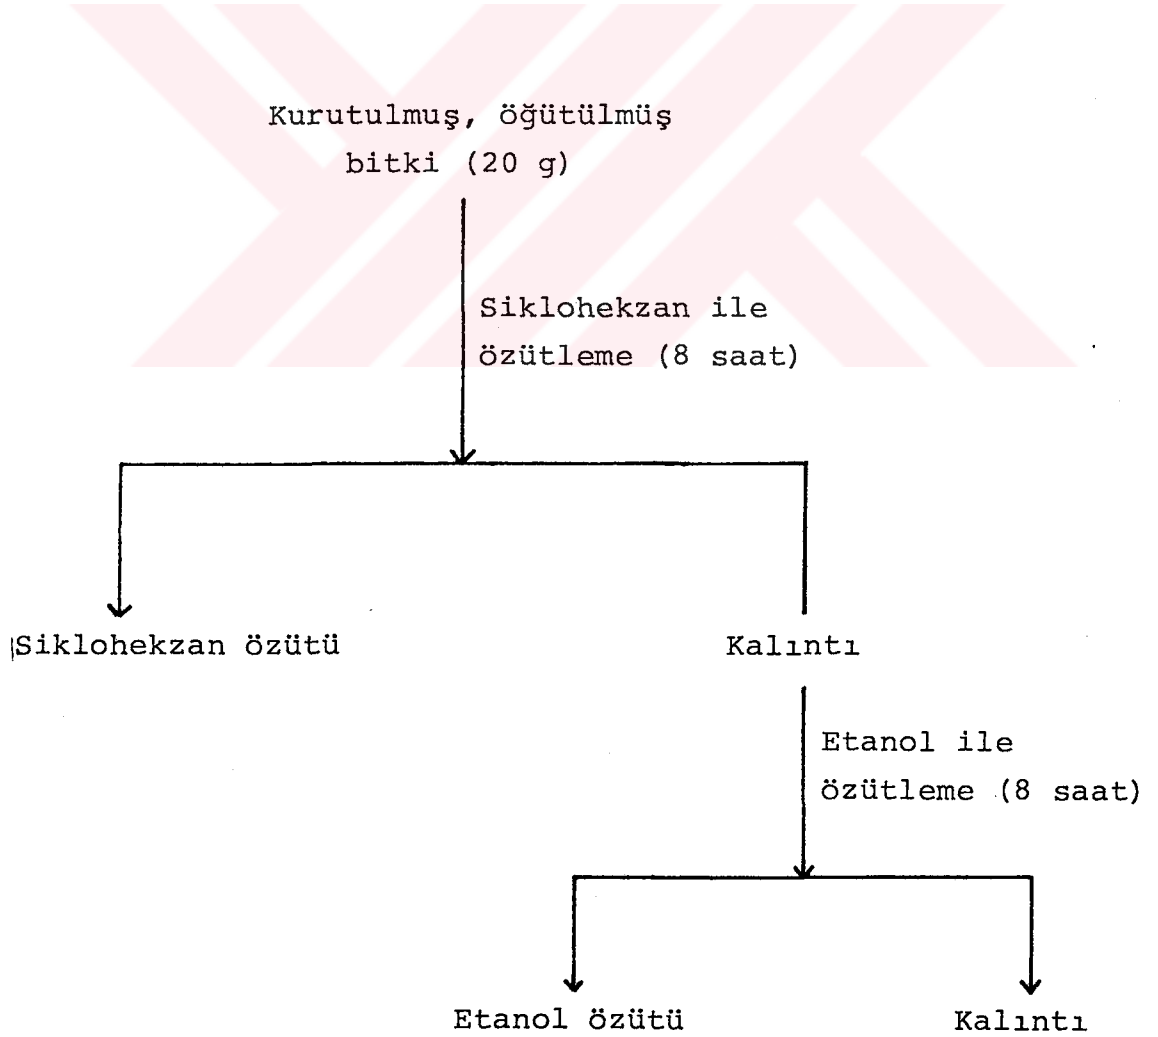 Kurutulmuş, öğütülmüş
bitki (20 g)
Siklohekzan ile
özütleme (8 saat)
Siklohekzan özütü
Kalıntı
Etanol ile
özütleme (8 saat)
Etanol özütü
Kalıntı